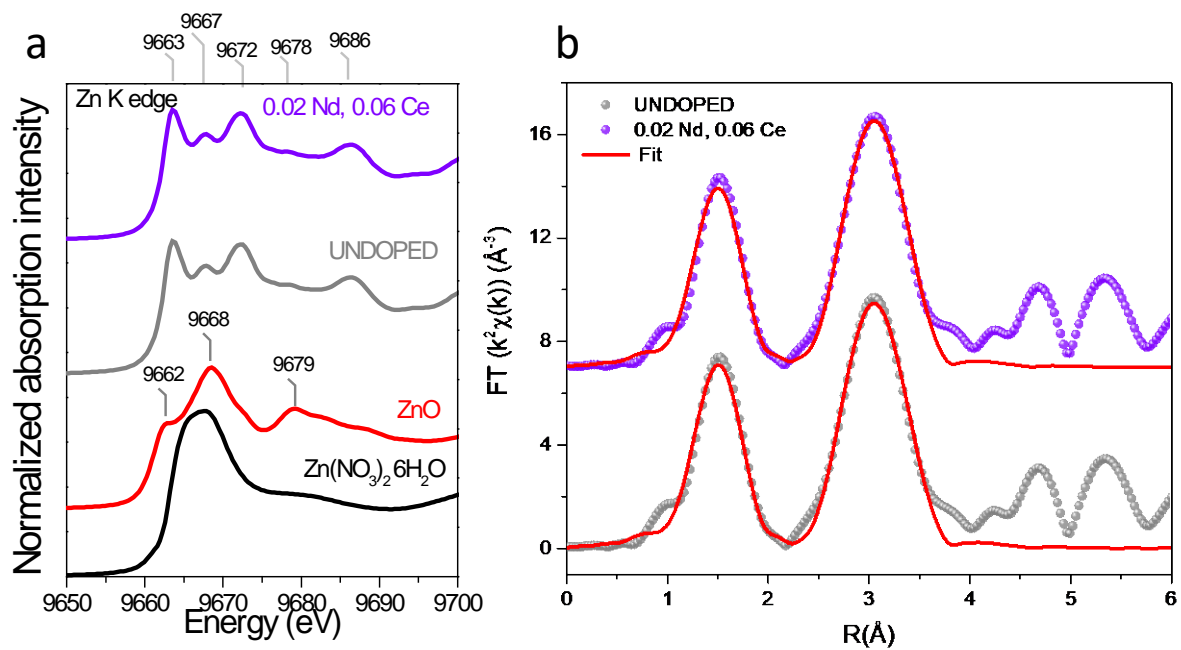 a
9663
9667
9672
9678
9686
Zn K edge
0.02 Nd, 0.06 Ce
UNDOPED
9668
9662
9679
ZnO
Zn(NO3)2 6H2O
Normalized absorption intensity
9650 9660 9670 9680 9690 9700
Energy (eV)
b
UNDOPED
0.02 Nd, 0.06 Ce
Fit
16
12
8
4
0
FT (k²χ(k)) (Å⁻³)
0 1 2 3 4 5 6
R(Å)